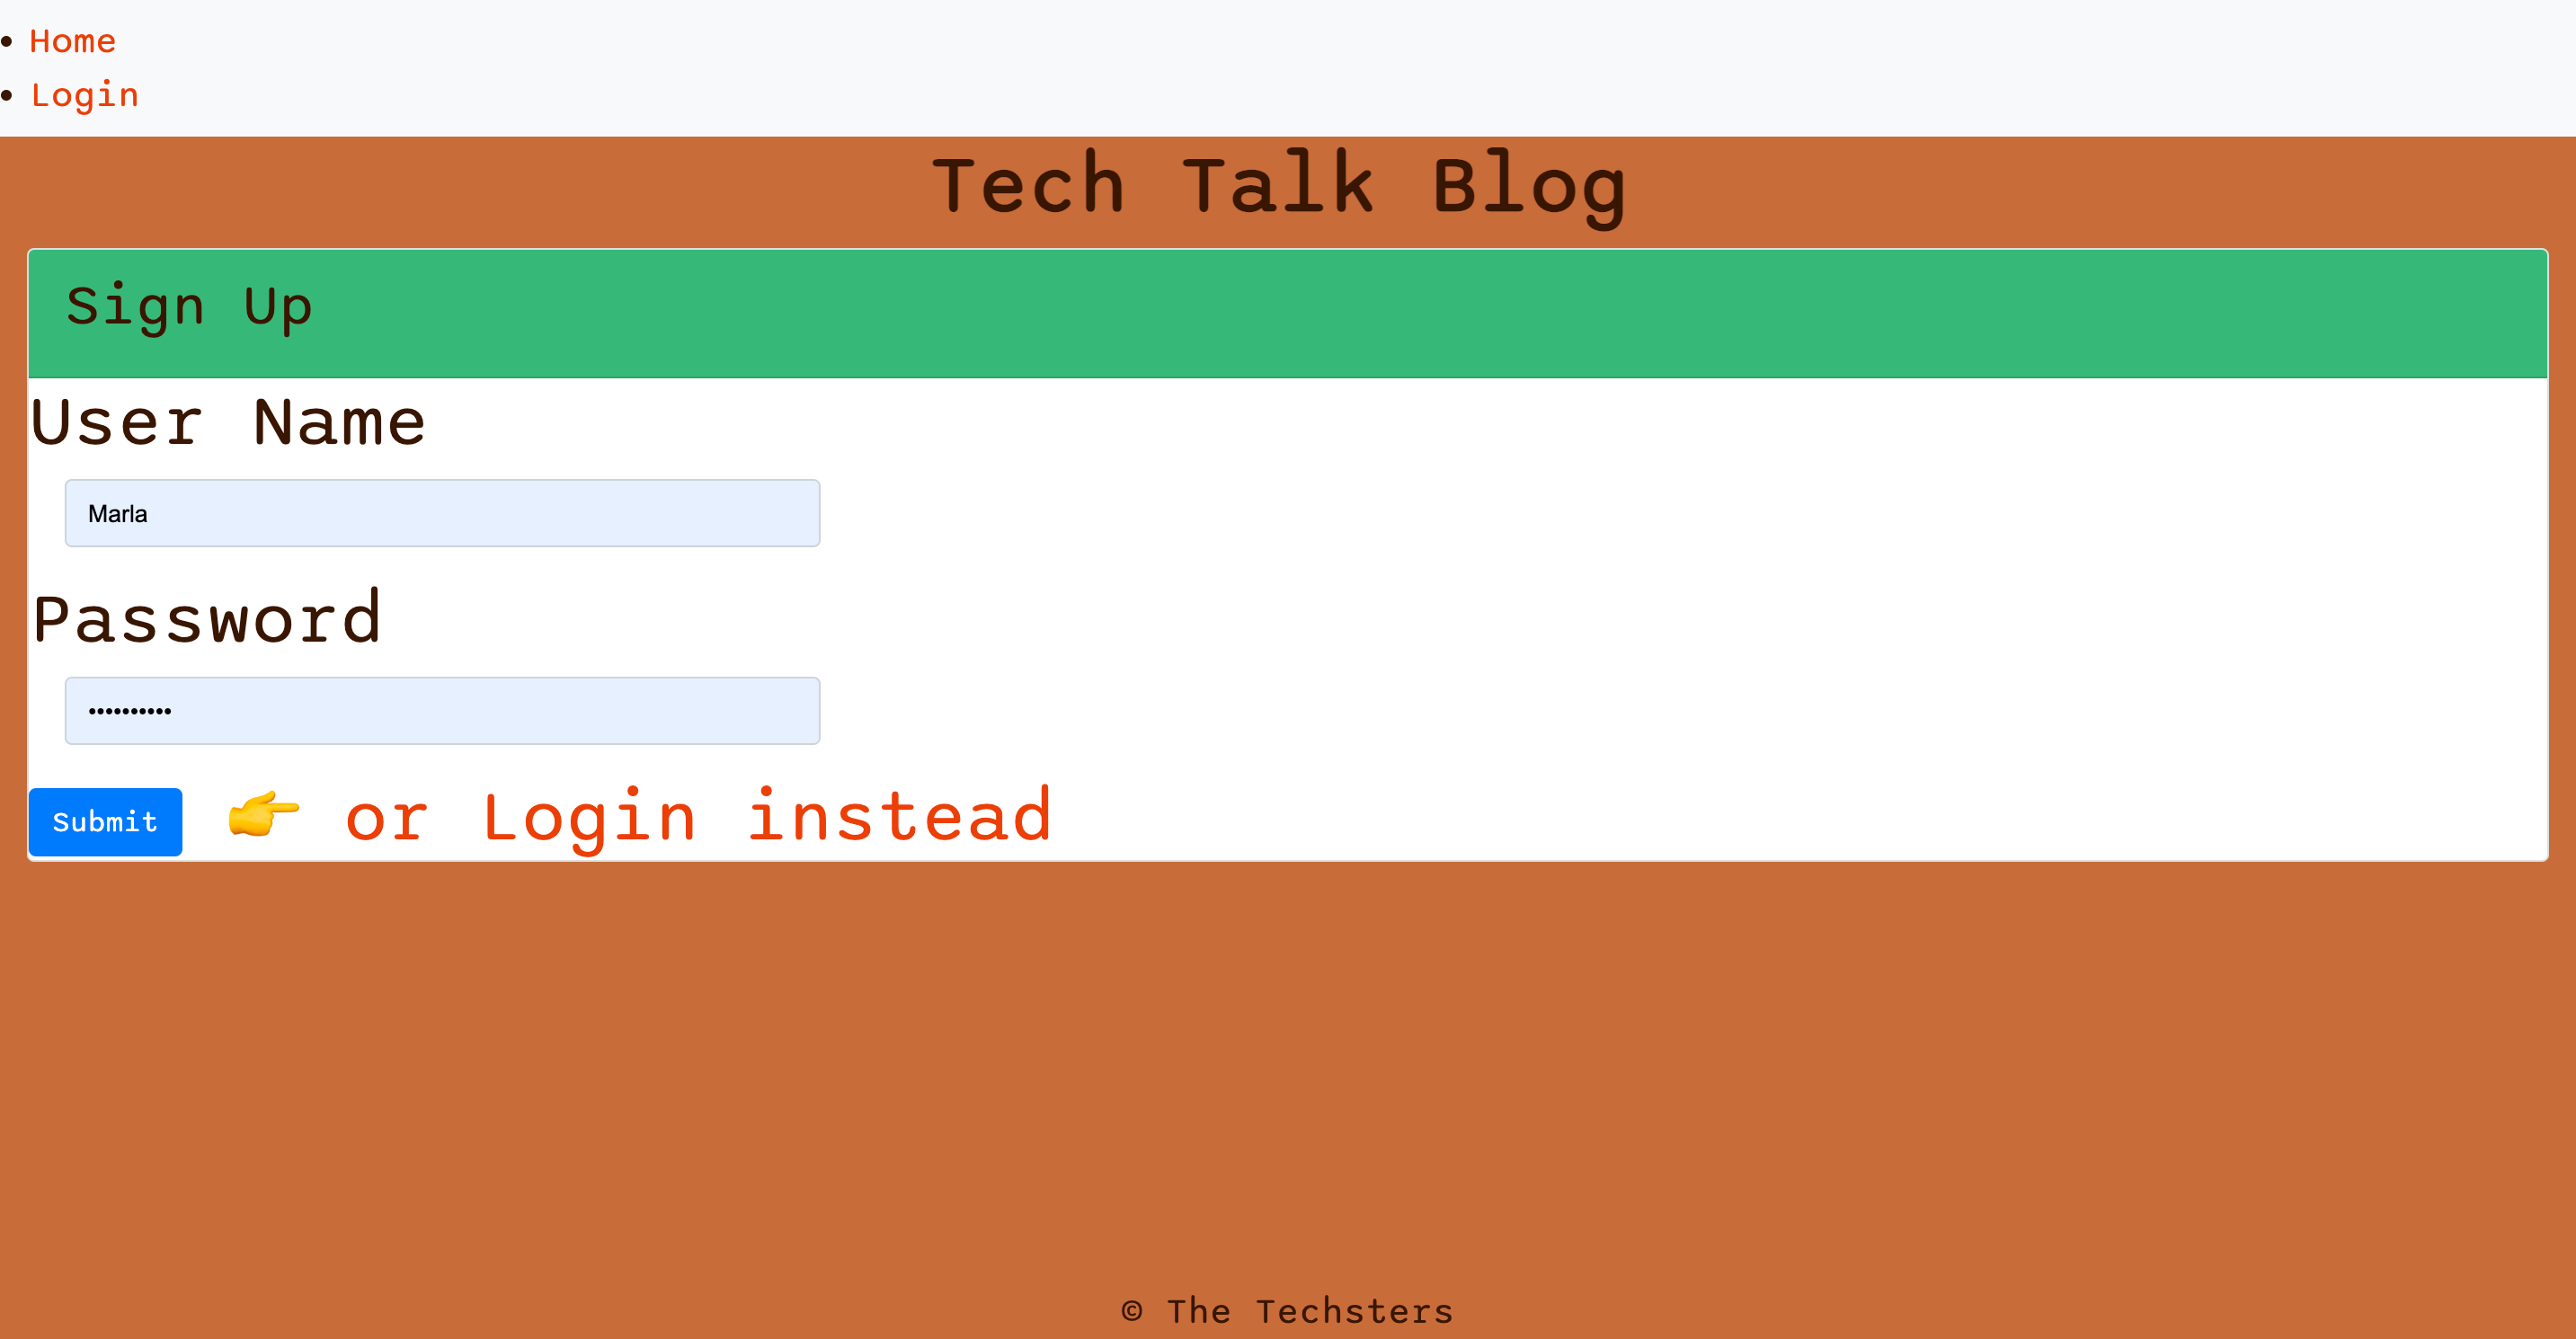 Home
Login
Tech Talk Blog
Sign Up
User Name
Marla
Password
••••••••••
Submit 👉 or Login instead
© The Techsters